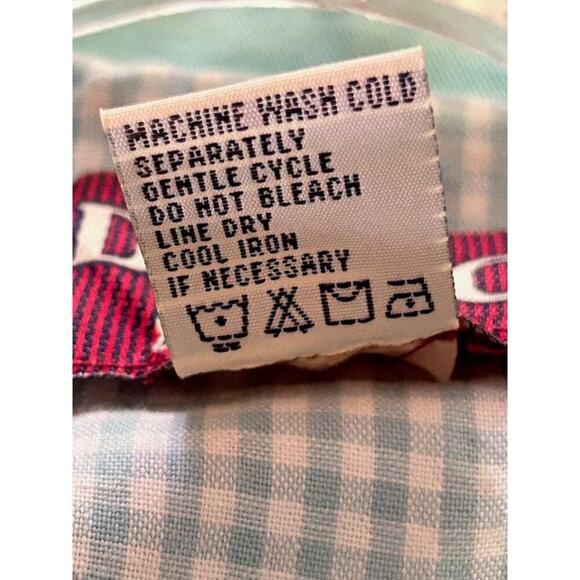 MACHINE WASH COLD
SEPARATELY
GENTLE CYCLE
DO NOT BLEACH
LINE DRY
COOL IRON
IF NECESSARY